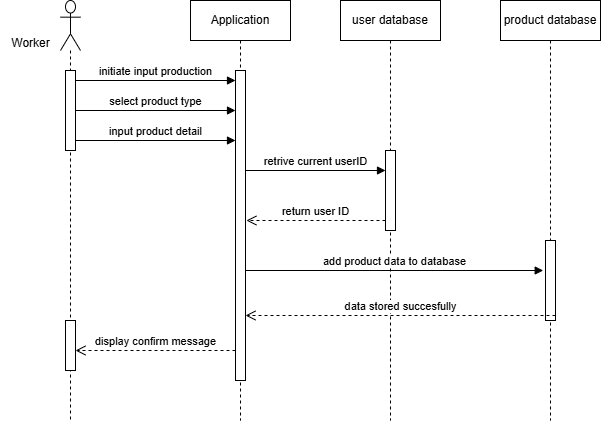 Worker
Application
user database
product database
initiate input production
select product type
input product detail
retrive current userID
return user ID
add product data to database
data stored succesfully
display confirm message